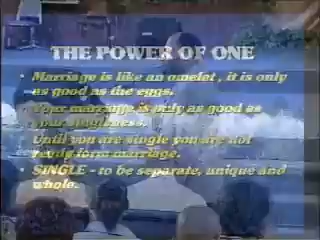 THE POWER OF ONE
• Marriage is like an omelet , it is only
as good as the eggs.
• Your marriage is only as good as
your singleness.
• Until you are single you are not
ready form marriage.
• SINGLE - to be separate, unique and
whole.